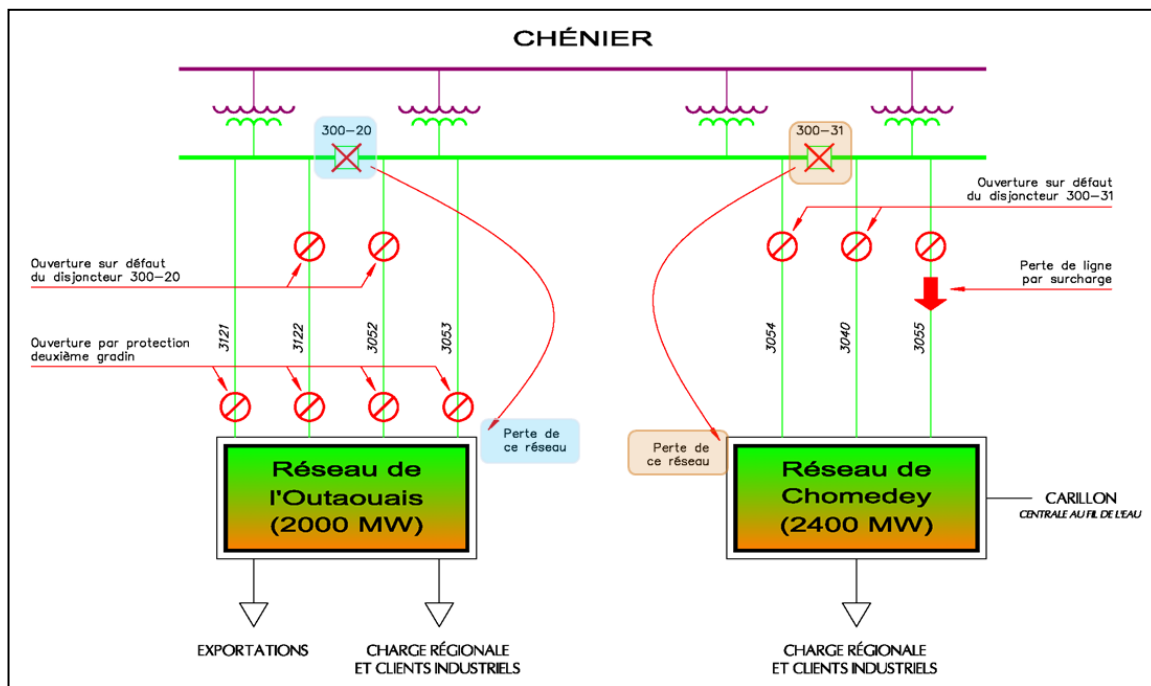 CHÉNIER
300-20
300-31
Ouverture sur défaut
du disjoncteur 300-31
Ouverture sur défaut
du disjoncteur 300-20
Perte de ligne
par surcharge
Ouverture par protection
deuxième gradin
3121
3122
3052
3053
3054
3040
3055
Perte de
ce réseau
Perte de
ce réseau
Réseau de
l'Outaouais
(2000 MW)
Réseau de
Chomedey
(2400 MW)
CARILLON
CENTRALE AU FIL DE L'EAU
EXPORTATIONS
CHARGE RÉGIONALE
ET CLIENTS INDUSTRIELS
CHARGE RÉGIONALE
ET CLIENTS INDUSTRIELS